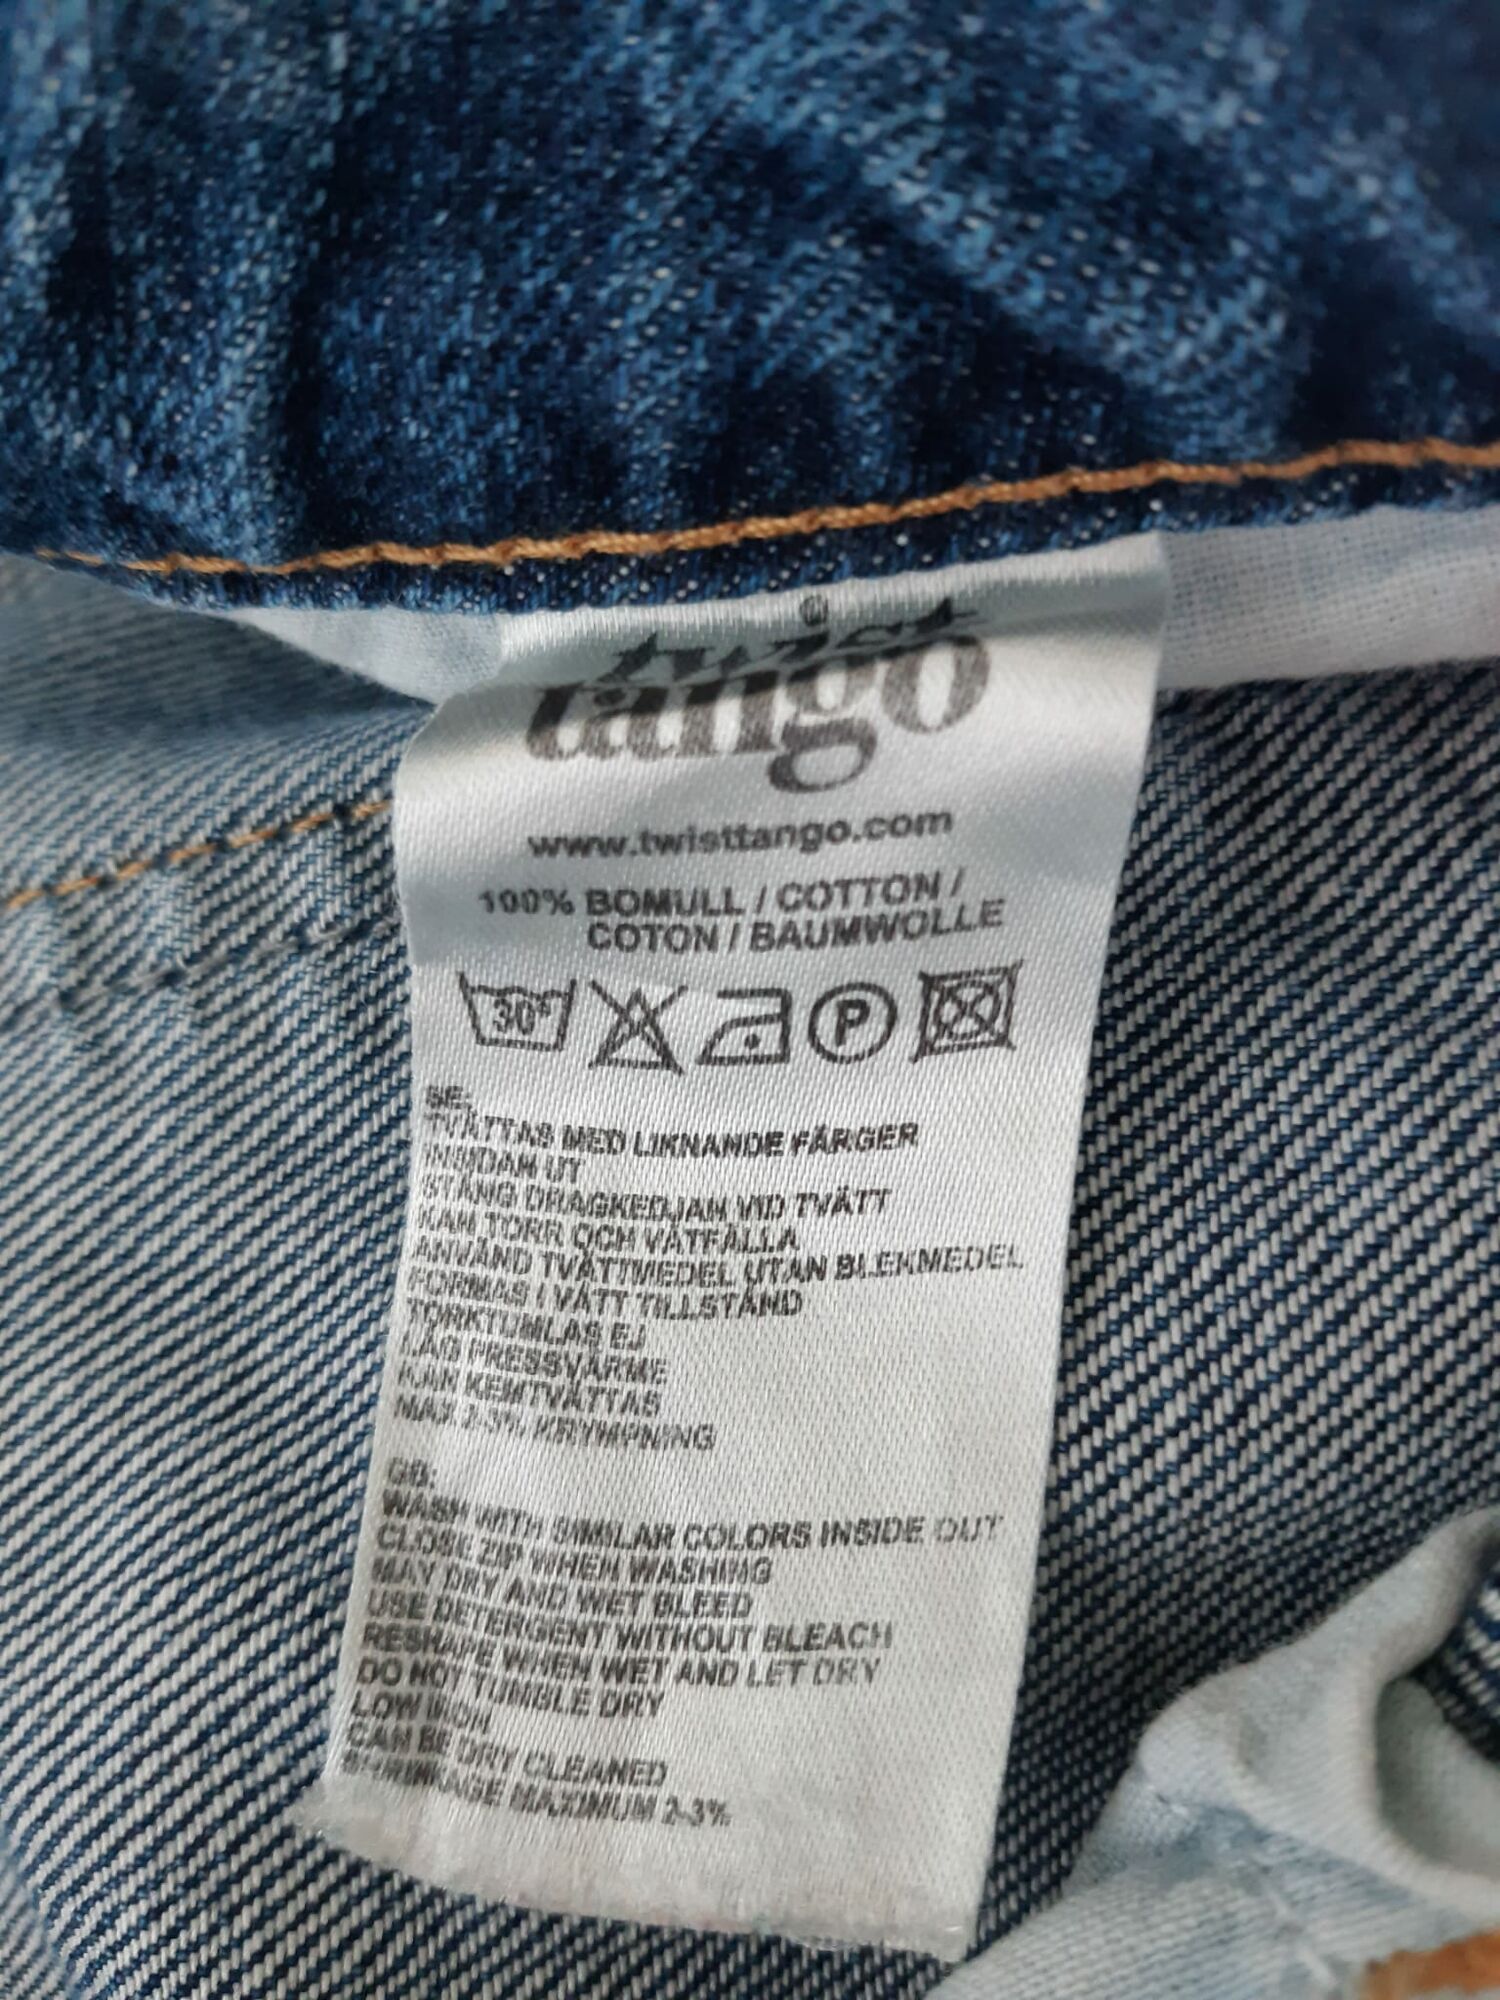 twist
tango
www.twisttango.com
100% BOMULL / COTTON /
COTON / BAUMWOLLE
30°
P
SE:
TVÄTTAS MED LIKNANDE FÄRGER
INSIDAN UT
STÄNG DRAGKEDJAN VID TVÄTT
KAN TORR OCH VÅTFÄLLA
ANVÄND TVÄTTMEDEL UTAN BLEKMEDEL
FORMAS I VÅTT TILLSTÅND
TORKTUMLAS EJ
LÅG PRESSVÄRME
KAN KEMTVÄTTAS
MAX 2-3% KRYMPNING
GB:
WASH WITH SIMILAR COLORS INSIDE OUT
CLOSE ZIP WHEN WASHING
MAY DRY AND WET BLEED
USE DETERGENT WITHOUT BLEACH
RESHAPE WHEN WET AND LET DRY
DO NOT TUMBLE DRY
LOW IRON
CAN BE DRY CLEANED
SHRINKAGE MAXIMUM 2-3%